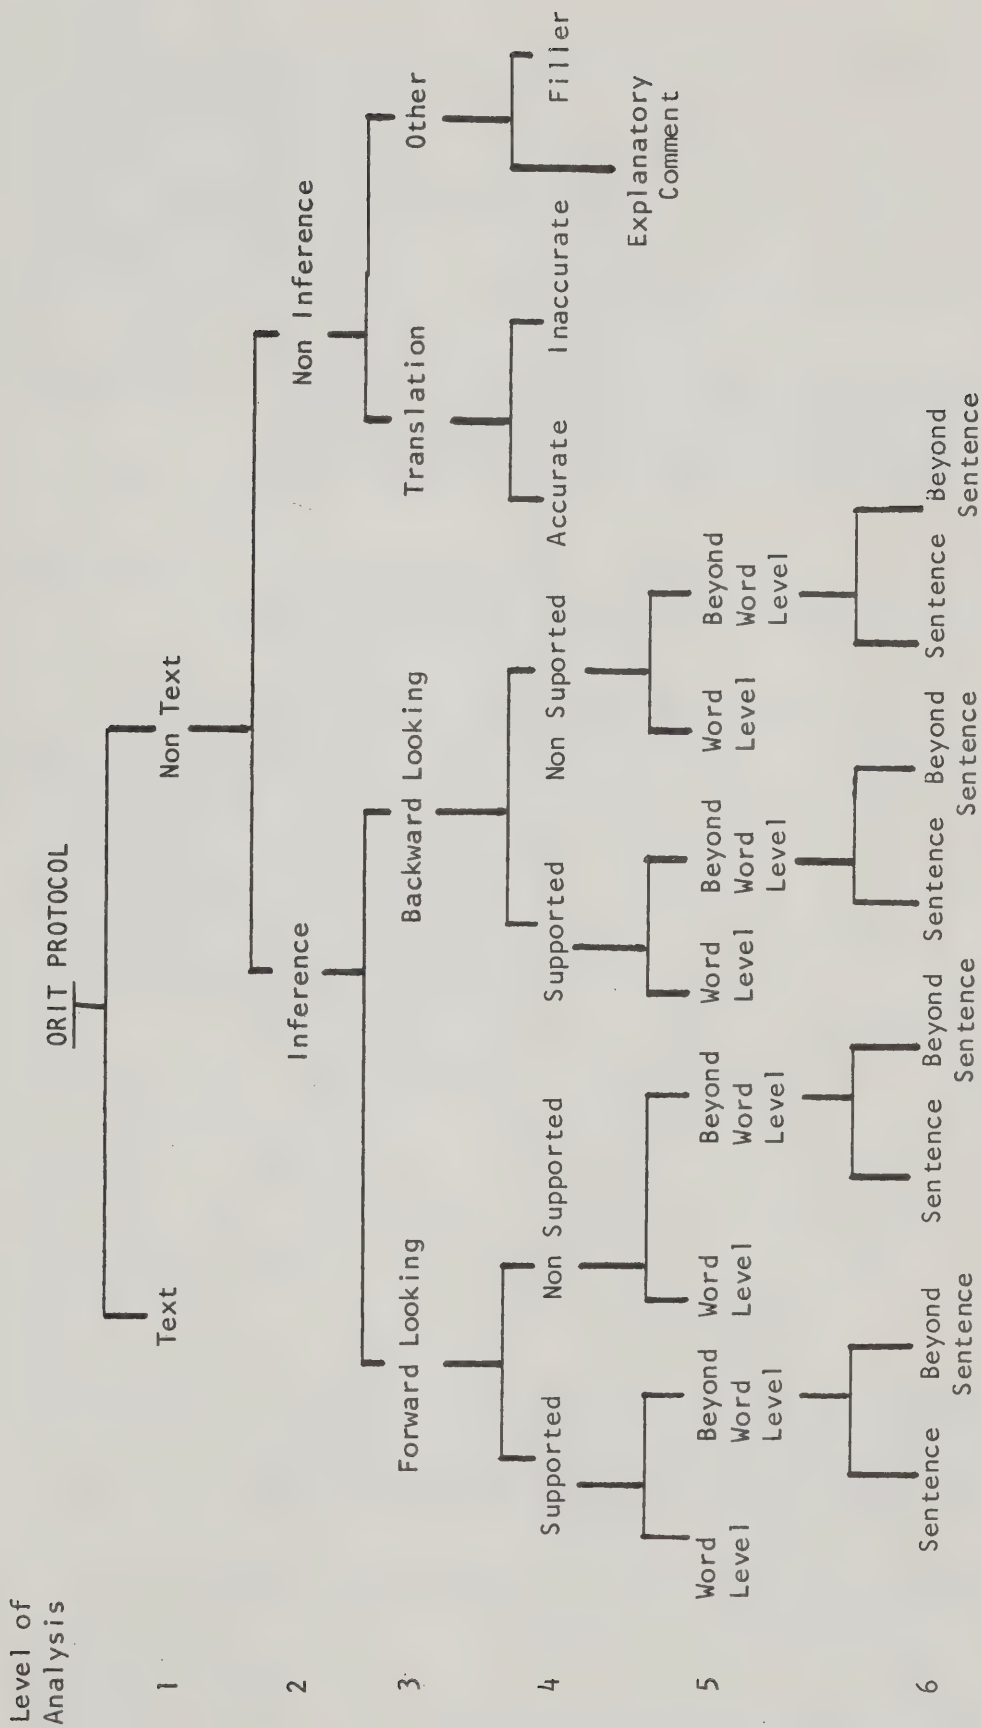 Level of
Analysis
ORIT PROTOCOL
1
Text
Non Text
2
Inference
Non Inference
3
Forward Looking
Backward Looking
Translation
Other
4
Supported
Non Supported
Supported
Non Suported
Accurate
Inaccurate
Filler
Explanatory
Comment
5
Word
Level
Beyond
Word
Level
Word
Level
Beyond
Word
Level
Word
Level
Beyond
Word
Level
Word
Level
Beyond
Word
Level
6
Sentence
Beyond
Sentence
Sentence
Beyond
Sentence
Sentence
Beyond
Sentence
Sentence
Beyond
Sentence